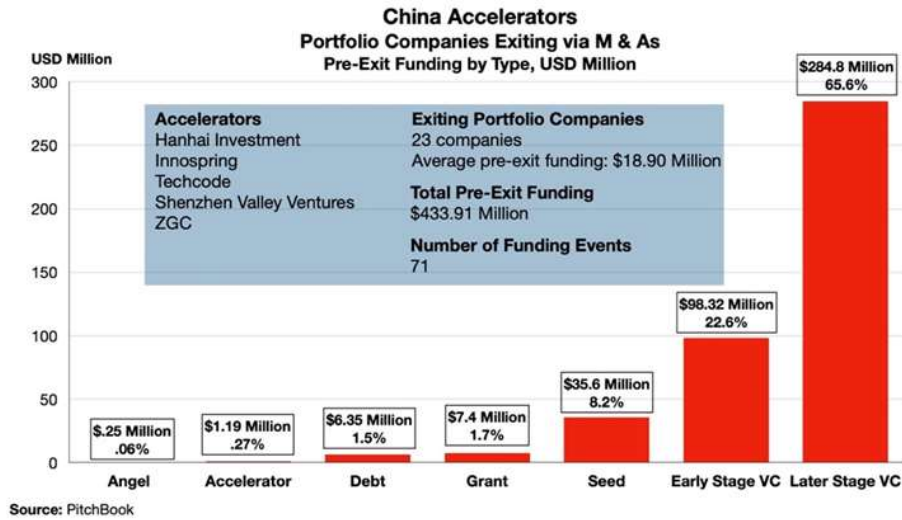 China Accelerators
Portfolio Companies Exiting via M & As
Pre-Exit Funding by Type, USD Million
USD Million
300
250
200
150
100
50
0
Accelerators
Hanhai Investment
Innospring
Techcode
Shenzhen Valley Ventures
ZGC
Exiting Portfolio Companies
23 companies
Average pre-exit funding: $18.90 Million
Total Pre-Exit Funding
$433.91 Million
Number of Funding Events
71
$.25 Million
.06%
$1.19 Million
.27%
$6.35 Million
1.5%
$7.4 Million
1.7%
$35.6 Million
8.2%
$98.32 Million
22.6%
$284.8 Million
65.6%
Angel
Accelerator
Debt
Grant
Seed
Early Stage VC
Later Stage VC
Source: PitchBook